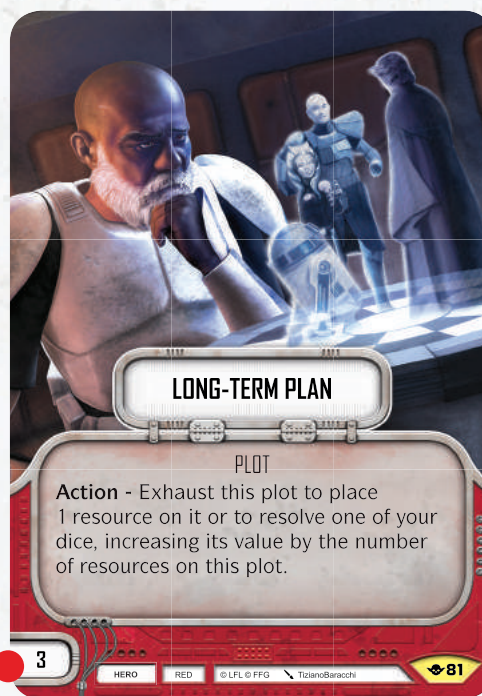 LONG-TERM PLAN
PLOT
Action - Exhaust this plot to place
1 resource on it or to resolve one of your
dice, increasing its value by the number
of resources on this plot.
3
HERO
RED
© LFL © FFG
TizianoBaracchi
81